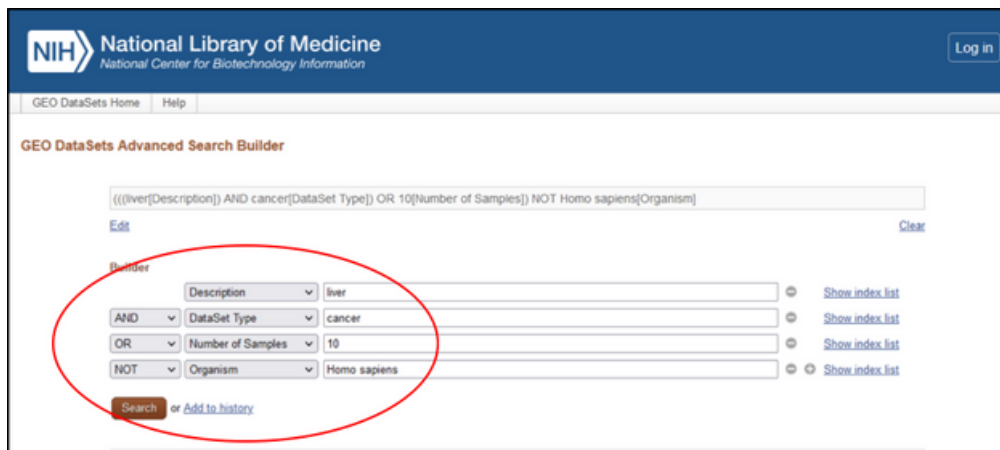 NIH National Library of Medicine
National Center for Biotechnology Information
Log in
GEO DataSets Home Help
GEO DataSets Advanced Search Builder
(((liver[Description]) AND cancer[DataSet Type]) OR 10[Number of Samples]) NOT Homo sapiens[Organism]
Edit Clear
Builder
Description liver Show index list
AND DataSet Type cancer Show index list
OR Number of Samples 10 Show index list
NOT Organism Homo sapiens Show index list
Search or Add to history